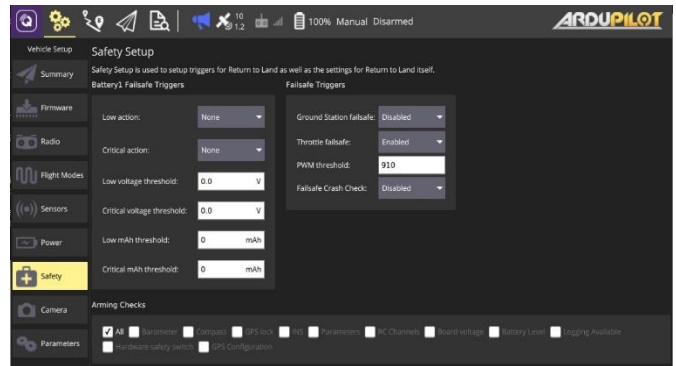 10
1.2
100% Manual Disarmed
ARDUPILOT
Vehicle Setup
Summary
Firmware
Radio
Flight Modes
Sensors
Power
Safety
Camera
Parameters
Safety Setup
Safety Setup is used to setup triggers for Return to Land as well as the settings for Return to Land itself.
Battery1 Failsafe Triggers
Low action: None
Critical action: None
Low voltage threshold: 0.0 V
Critical voltage threshold: 0.0 V
Low mAh threshold: 0 mAh
Critical mAh threshold: 0 mAh
Failsafe Triggers
Ground Station failsafe: Disabled
Throttle failsafe: Enabled
PWM threshold: 910
Failsafe Crash Check: Disabled
Arming Checks
All Barometer Compass GPS lock INS Parameters RC Channels Board voltage Battery Level Logging Available
Hardware safety switch GPS Configuration